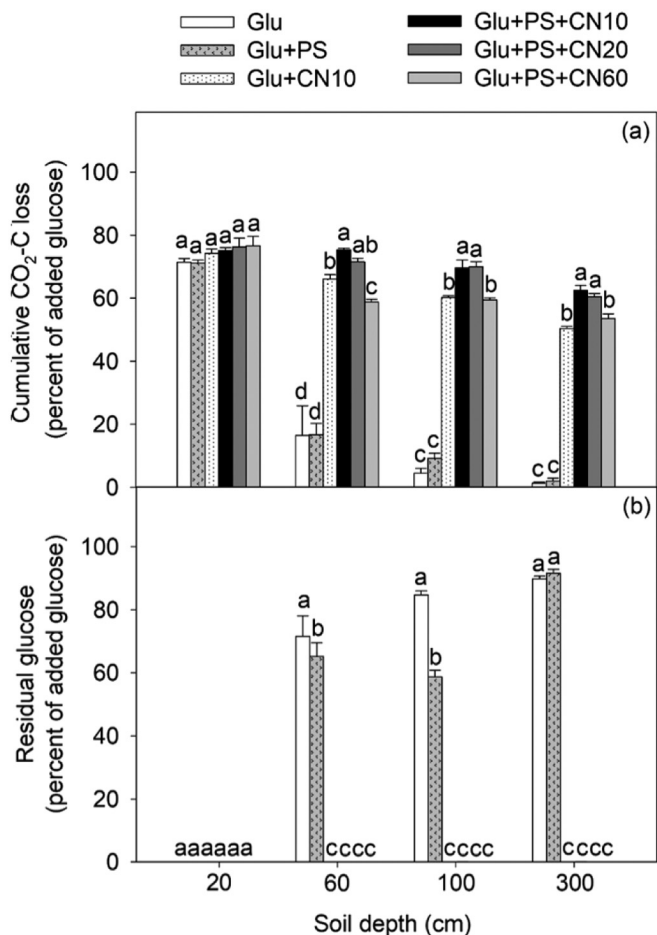 Glu
Glu+PS
Glu+CN10
Glu+PS+CN10
Glu+PS+CN20
Glu+PS+CN60
(a)
Cumulative CO2-C loss
(percent of added glucose)
100
80
60
40
20
0
a a a a a a
d d b a ab c
c c b a a b
c c b a a b
(b)
Residual glucose
(percent of added glucose)
100
80
60
40
20
0
aaaaaa
a b cccc
a b cccc
a a cccc
20 60 100 300
Soil depth (cm)